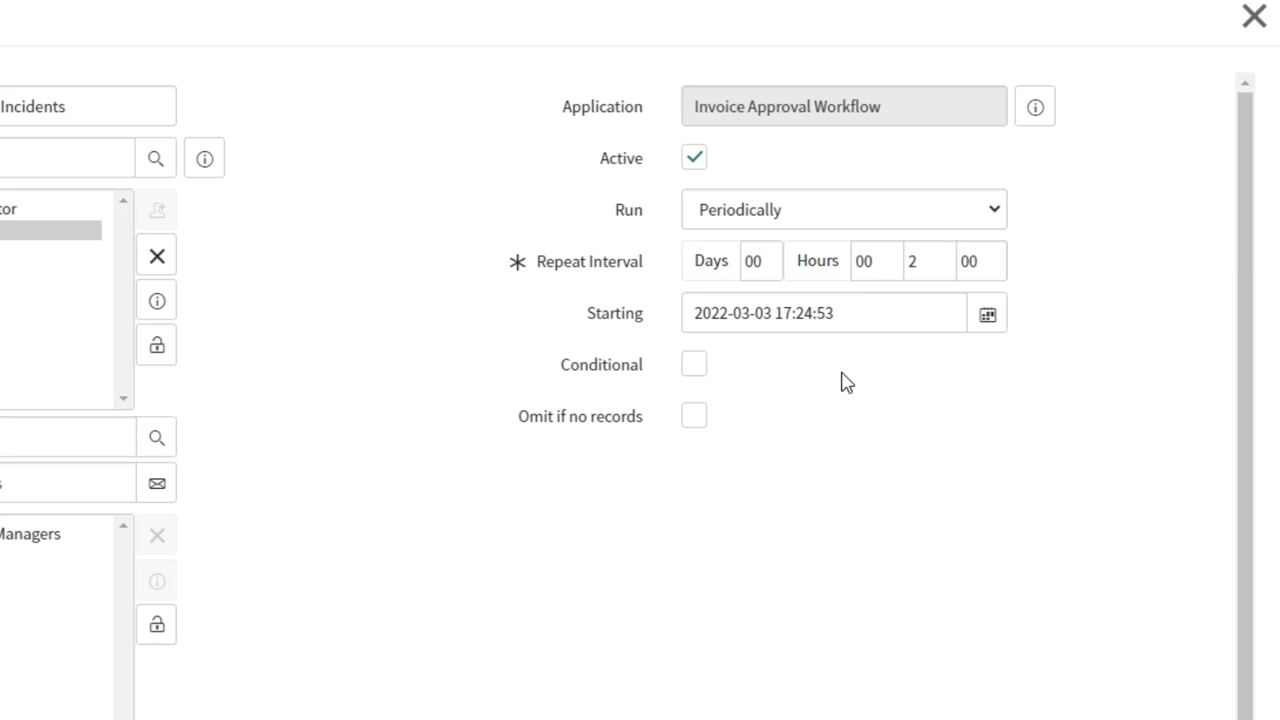 Incidents
Application Invoice Approval Workflow
Active
tor
Run Periodically
Repeat Interval Days 00 Hours 00 2 00
Starting 2022-03-03 17:24:53
Conditional
Omit if no records
s
Managers